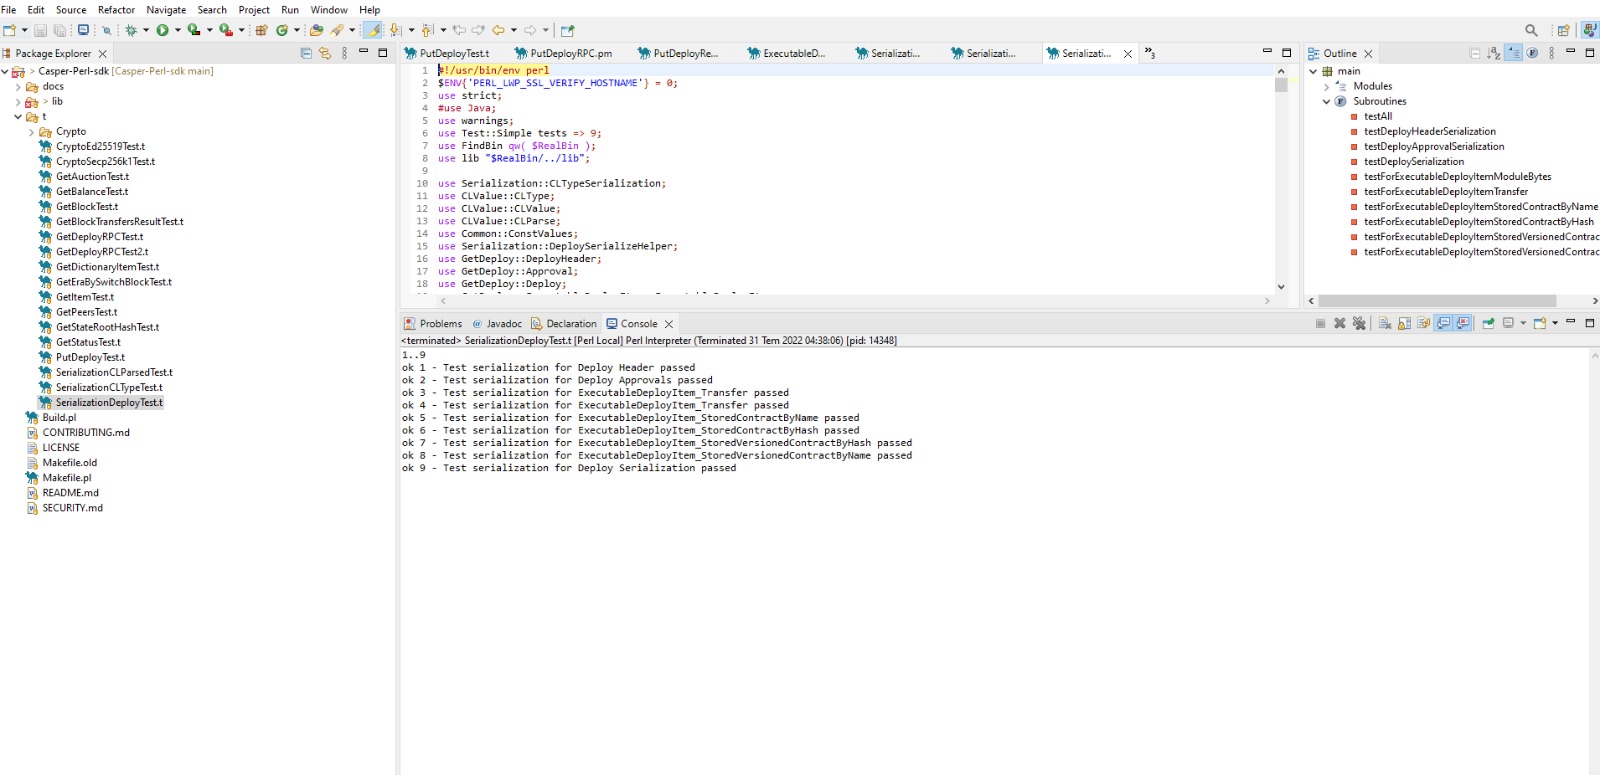 File Edit Source Refactor Navigate Search Project Run Window Help
Package Explorer
> Casper-Perl-sdk [Casper-Perl-sdk main]
docs
> lib
t
Crypto
CryptoEd25519Test.t
CryptoSecp256k1Test.t
GetAuctionTest.t
GetBalanceTest.t
GetBlockTest.t
GetBlockTransfersResultTest.t
GetDeployRPCTest.t
GetDeployRPCTest2.t
GetDictionaryItemTest.t
GetEraBySwitchBlockTest.t
GetItemTest.t
GetPeersTest.t
GetStateRootHashTest.t
GetStatusTest.t
PutDeployTest.t
SerializationCLParsedTest.t
SerializationCLTypeTest.t
SerializationDeployTest.t
Build.pl
CONTRIBUTING.md
LICENSE
Makefile.old
Makefile.pl
README.md
SECURITY.md
PutDeployTest.t PutDeployRPC.pm PutDeployRe... ExecutableD... Serializati... Serializati... Serializati... »3
1 #!/usr/bin/env perl
2 $ENV{'PERL_LWP_SSL_VERIFY_HOSTNAME'} = 0;
3 use strict;
4 #use Java;
5 use warnings;
6 use Test::Simple tests => 9;
7 use FindBin qw( $RealBin );
8 use lib "$RealBin/../lib";
9
10 use Serialization::CLTypeSerialization;
11 use CLValue::CLType;
12 use CLValue::CLValue;
13 use CLValue::CLParse;
14 use Common::ConstValues;
15 use Serialization::DeploySerializeHelper;
16 use GetDeploy::DeployHeader;
17 use GetDeploy::Approval;
18 use GetDeploy::Deploy;
Outline
main
Modules
Subroutines
testAll
testDeployHeaderSerialization
testDeployApprovalSerialization
testDeploySerialization
testForExecutableDeployItemModuleBytes
testForExecutableDeployItemTransfer
testForExecutableDeployItemStoredContractByName
testForExecutableDeployItemStoredContractByHash
testForExecutableDeployItemStoredVersionedContrac
testForExecutableDeployItemStoredVersionedContrac
Problems @ Javadoc Declaration Console
<terminated> SerializationDeployTest.t [Perl Local] Perl Interpreter (Terminated 31 Tem 2022 04:38:06) [pid: 14348]
1..9
ok 1 - Test serialization for Deploy Header passed
ok 2 - Test serialization for Deploy Approvals passed
ok 3 - Test serialization for ExecutableDeployItem_Transfer passed
ok 4 - Test serialization for ExecutableDeployItem_Transfer passed
ok 5 - Test serialization for ExecutableDeployItem_StoredContractByName passed
ok 6 - Test serialization for ExecutableDeployItem_StoredContractByHash passed
ok 7 - Test serialization for ExecutableDeployItem_StoredVersionedContractByHash passed
ok 8 - Test serialization for ExecutableDeployItem_StoredVersionedContractByName passed
ok 9 - Test serialization for Deploy Serialization passed